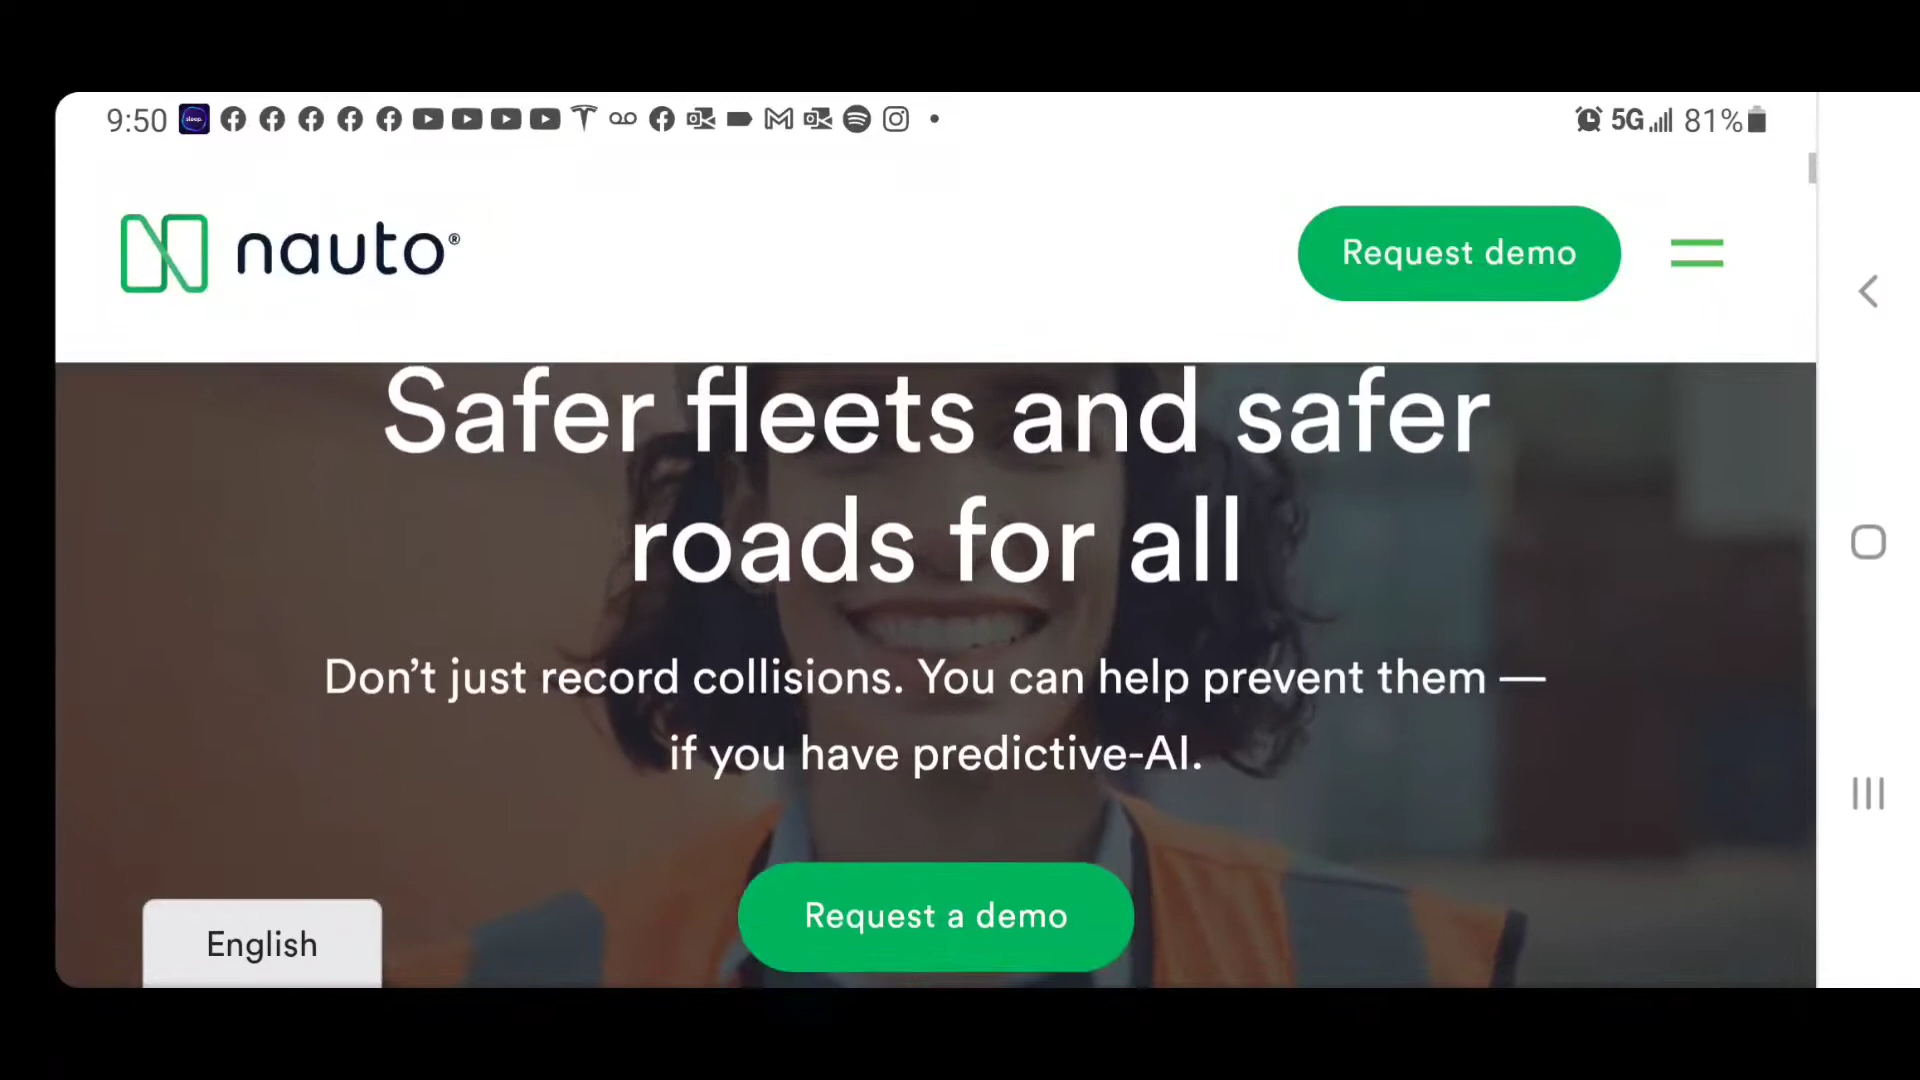 9:50
5G 81%
nauto®
Request demo
Safer fleets and safer
roads for all
Don’t just record collisions. You can help prevent them —
if you have predictive-AI.
Request a demo
English